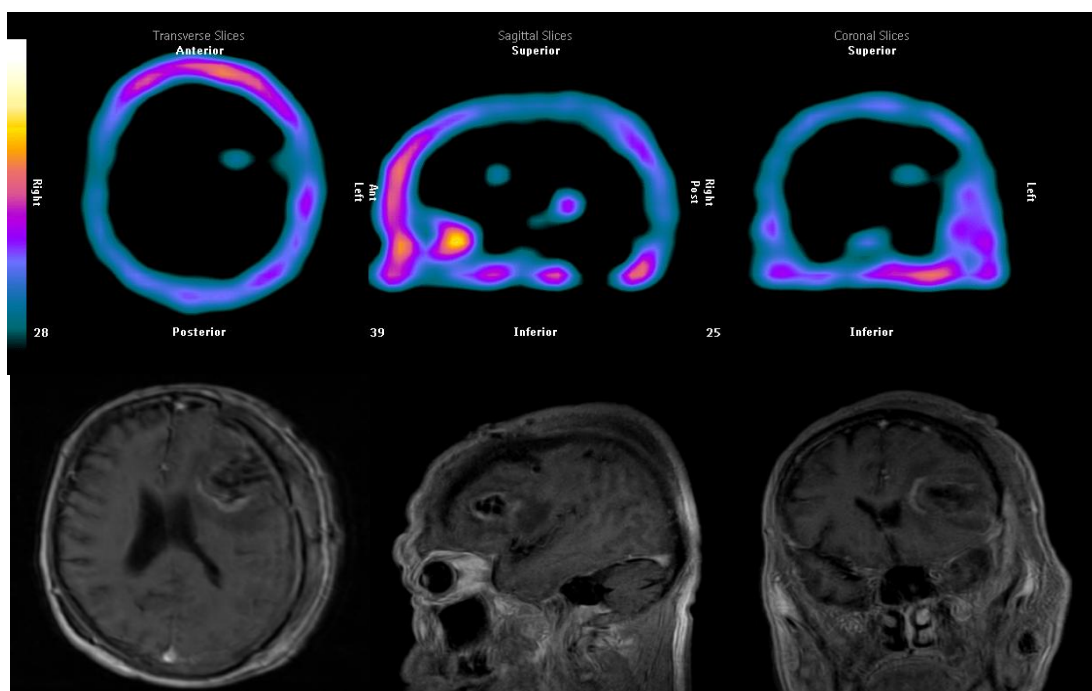 Transverse Slices
Anterior
Sagittal Slices
Superior
Coronal Slices
Superior
Right
Left
Ant
Post
Right
Left
28
Posterior
39
Inferior
25
Inferior